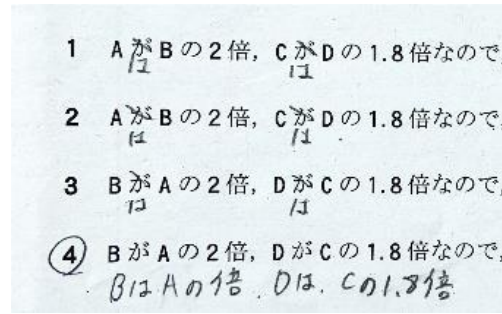 1 AがBの2倍，CがDの1.8倍なので，
は は
2 AがBの2倍，CがDの1.8倍なので，
は は
3 BがAの2倍，DがCの1.8倍なので，
は は
4 BがAの2倍，DがCの1.8倍なので，
BはAの倍．Dは．Cの1.8倍